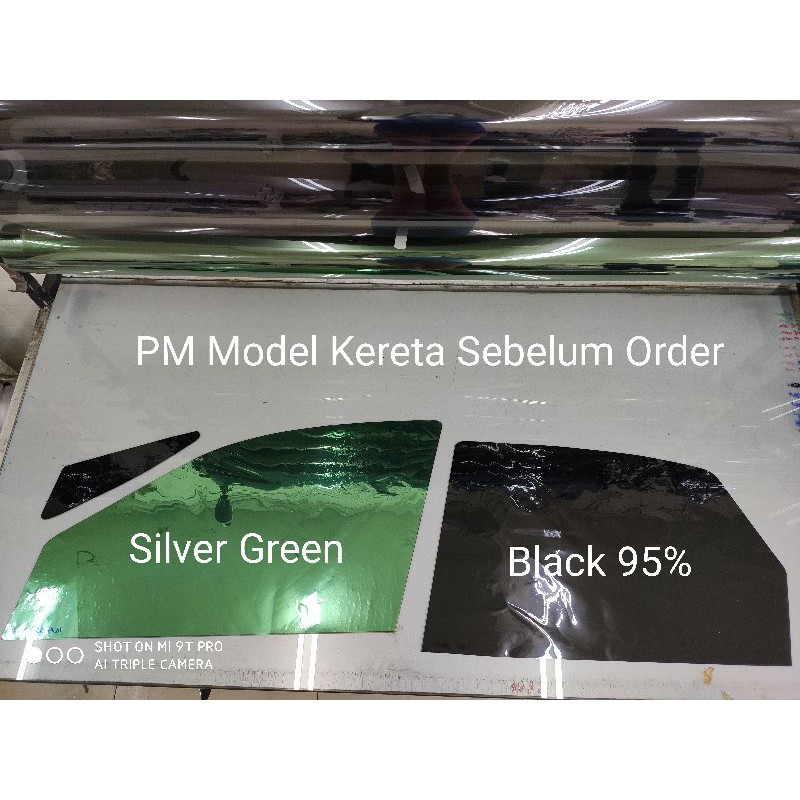 PM Model Kereta Sebelum Order
Silver Green
Black 95%
SHOT ON MI 9T PRO
AI TRIPLE CAMERA